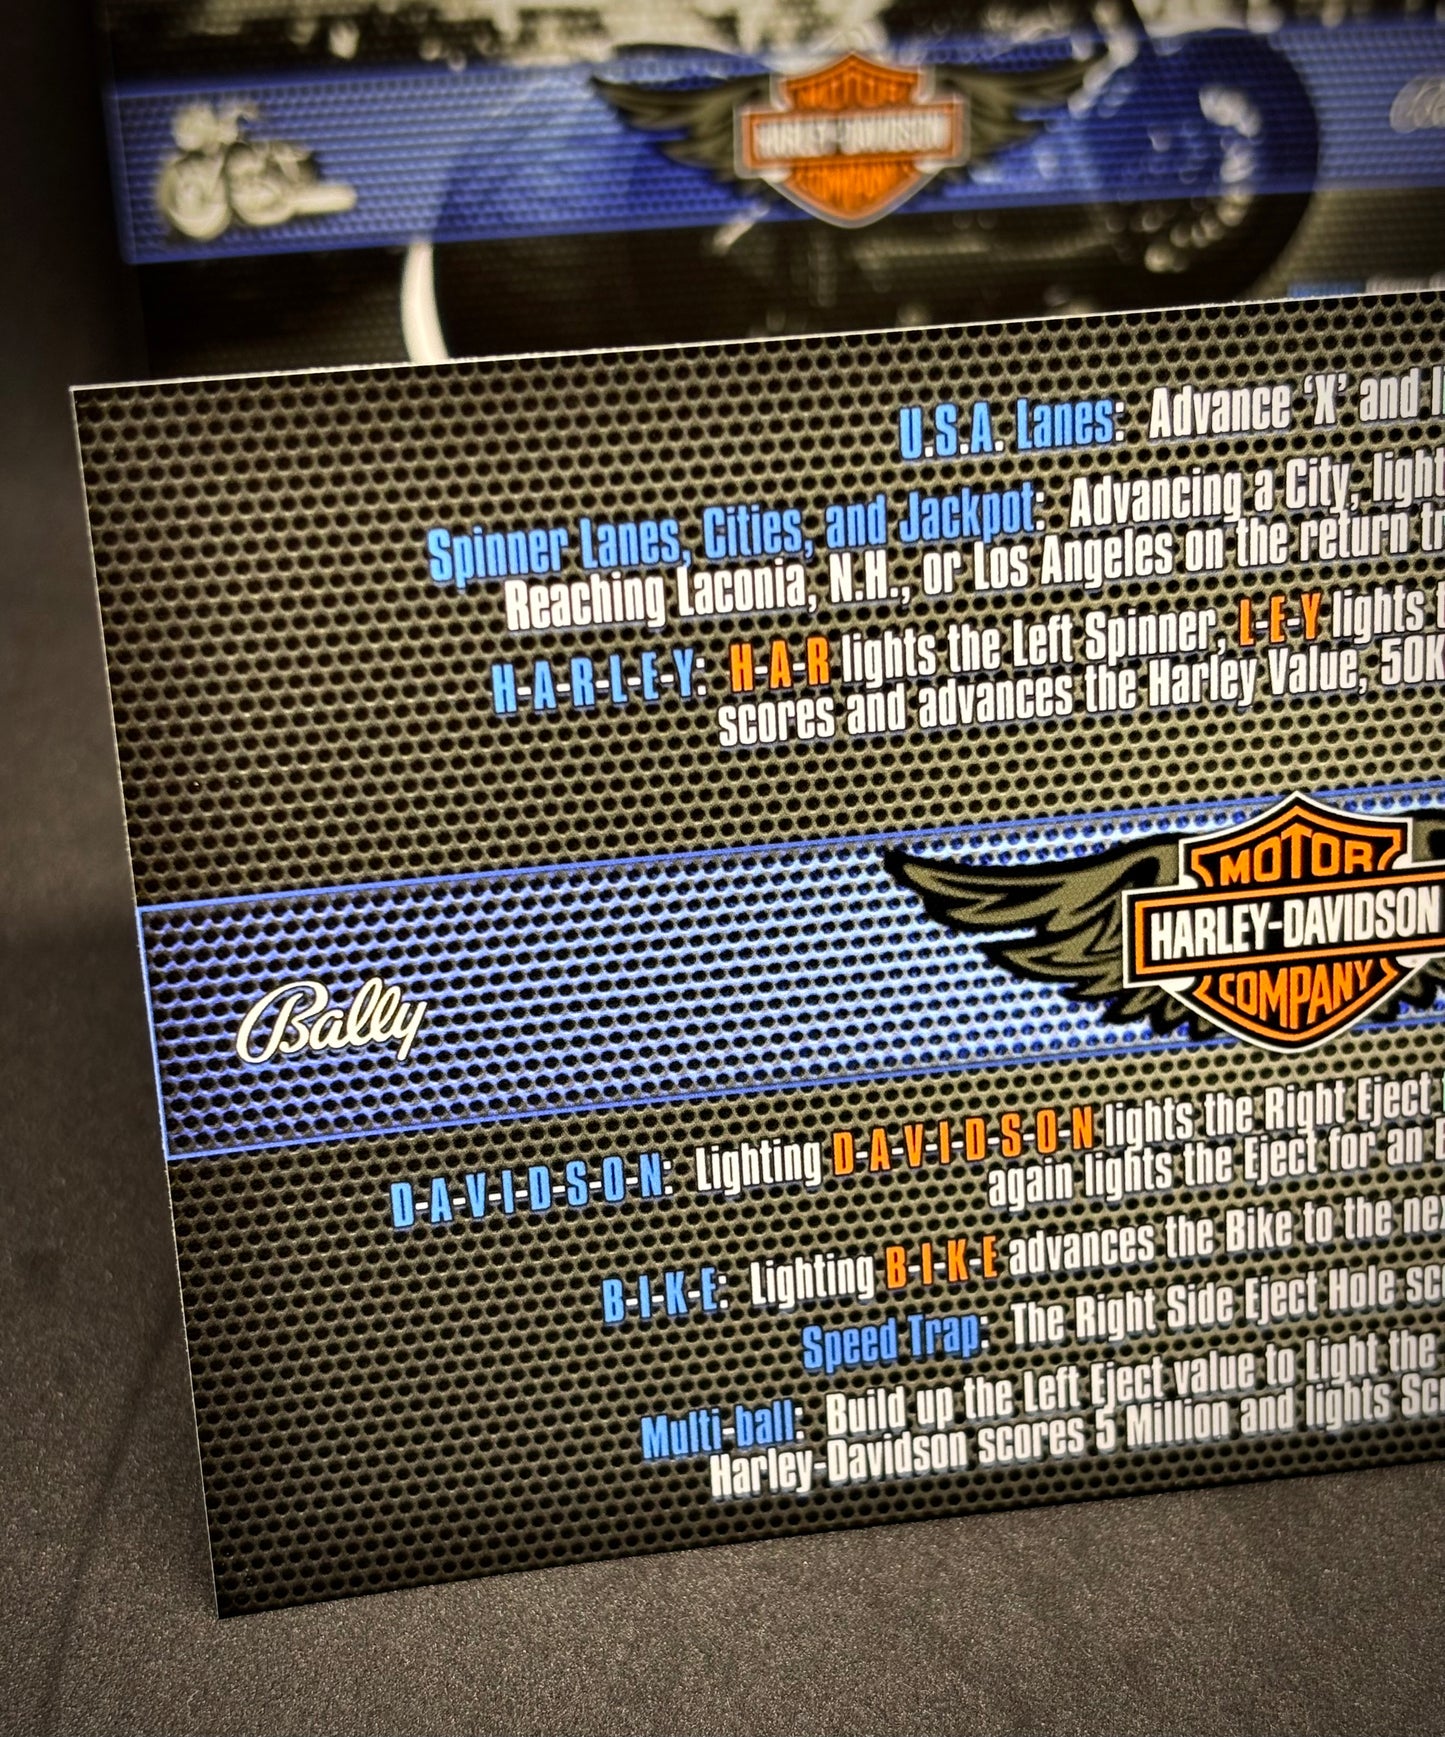 MOTOR
HARLEY-DAVIDSON
COMPANY
U.S.A. Lanes: Advance 'X' and
Spinner Lanes, Cities, and Jackpot: Advancing a City, light
Reaching Laconia, N.H., or Los Angeles on the return
H-A-R-L-E-Y: H-A-R lights the Left Spinner, L-E-Y lights
scores and advances the Harley Value, 50K
MOTOR
HARLEY-DAVIDSON
COMPANY
Bally
D-A-V-I-D-S-O-N: Lighting D-A-V-I-D-S-O-N lights the Right Eject
again lights the Eject for an
B-I-K-E: Lighting B-I-K-E advances the Bike to the
Speed Trap: The Right Side Eject Hole
Multi-ball: Build up the Left Eject value to Light the
Harley-Davidson scores 5 Million and lights